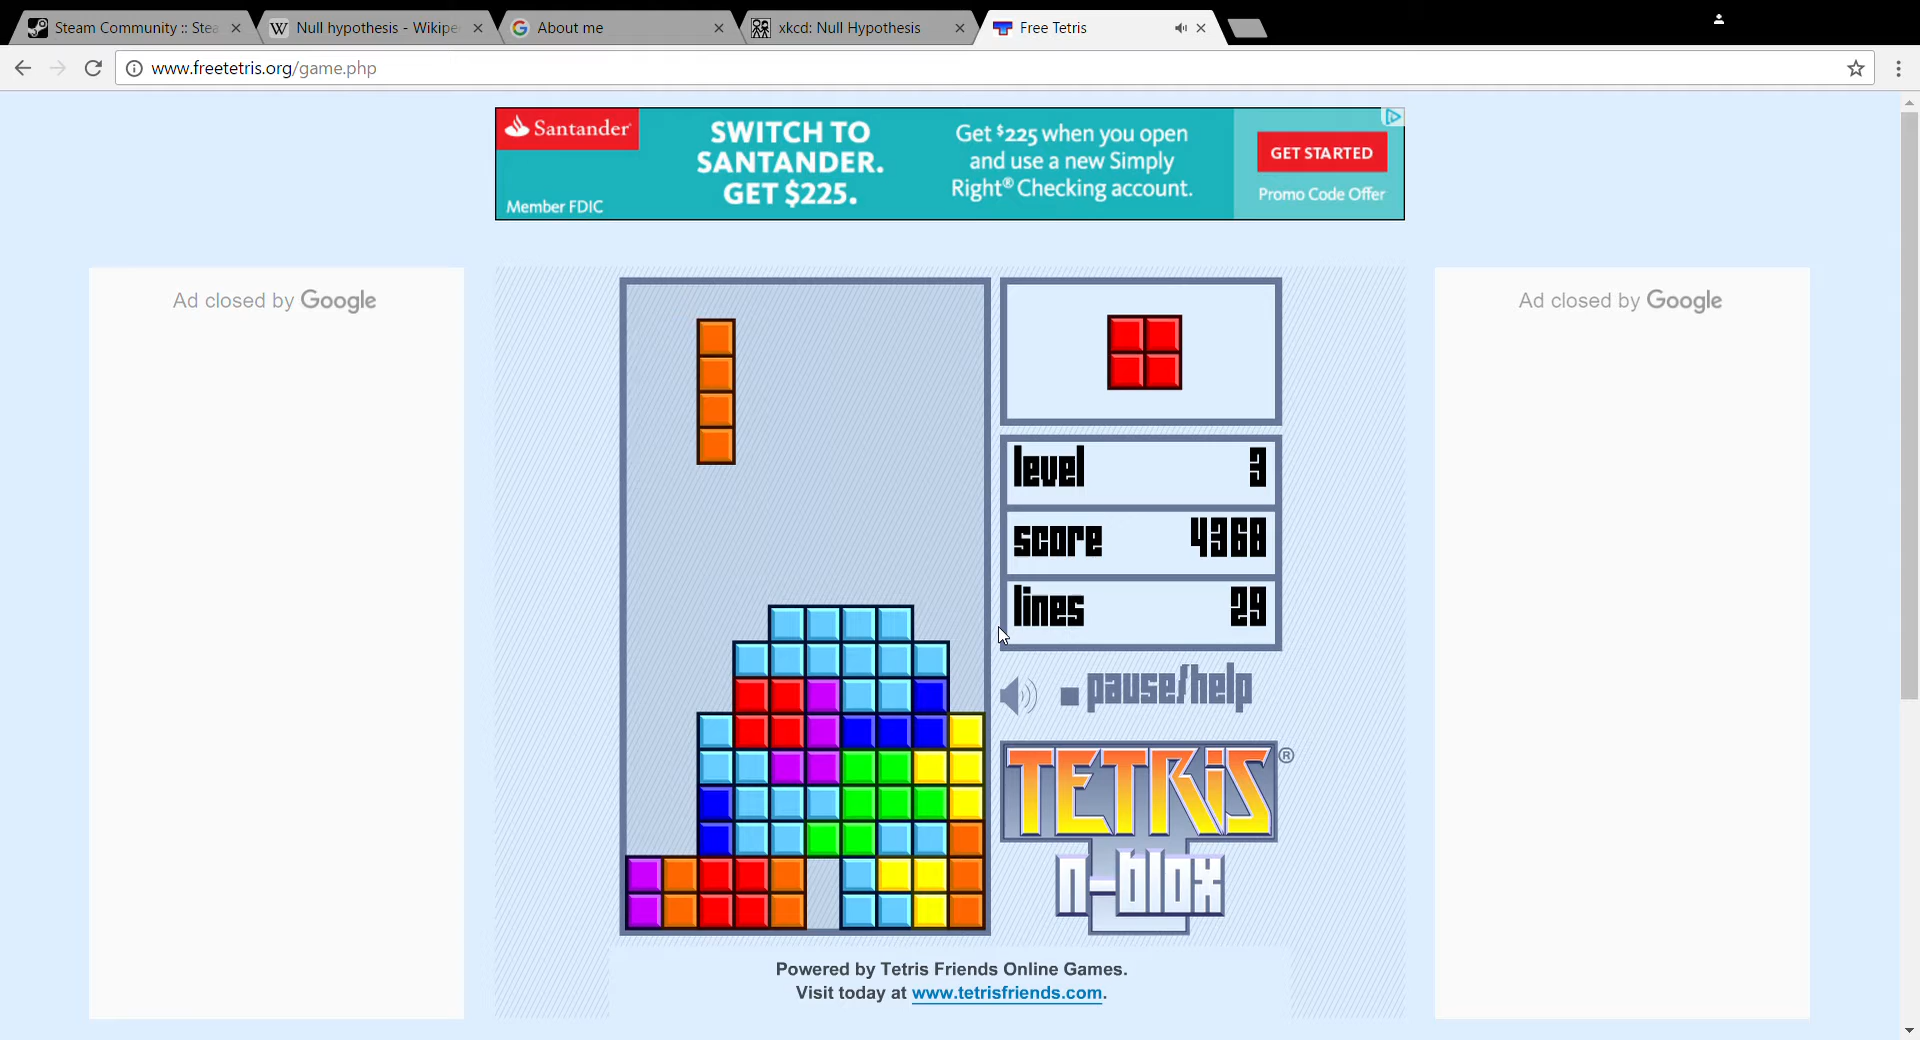 Steam Community :: Stea
Null hypothesis - Wikipe
About me
xkcd: Null Hypothesis
Free Tetris
www.freetetris.org/game.php
Santander
Member FDIC
SWITCH TO
SANTANDER.
GET $225.
Get $225 when you open
and use a new Simply
Right® Checking account.
GET STARTED
Promo Code Offer
Ad closed by Google
Ad closed by Google
level 3
score 4368
lines 29
pause/help
TETRIS®
n-blox
Powered by Tetris Friends Online Games.
Visit today at www.tetrisfriends.com.